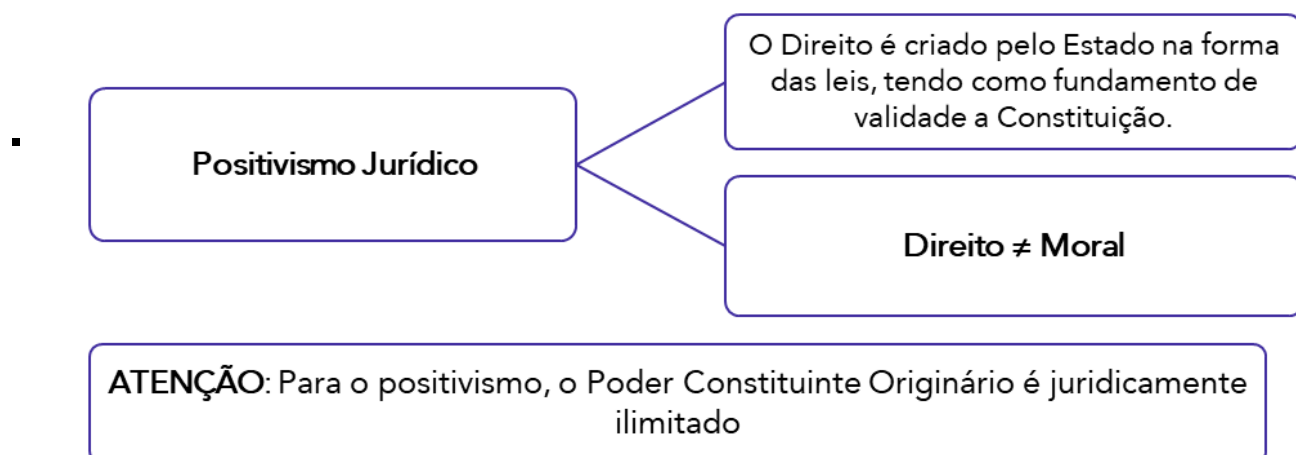 O Direito é criado pelo Estado na forma
das leis, tendo como fundamento de
validade a Constituição.
Positivismo Jurídico
Direito ≠ Moral
ATENÇÃO: Para o positivismo, o Poder Constituinte Originário é juridicamente
ilimitado